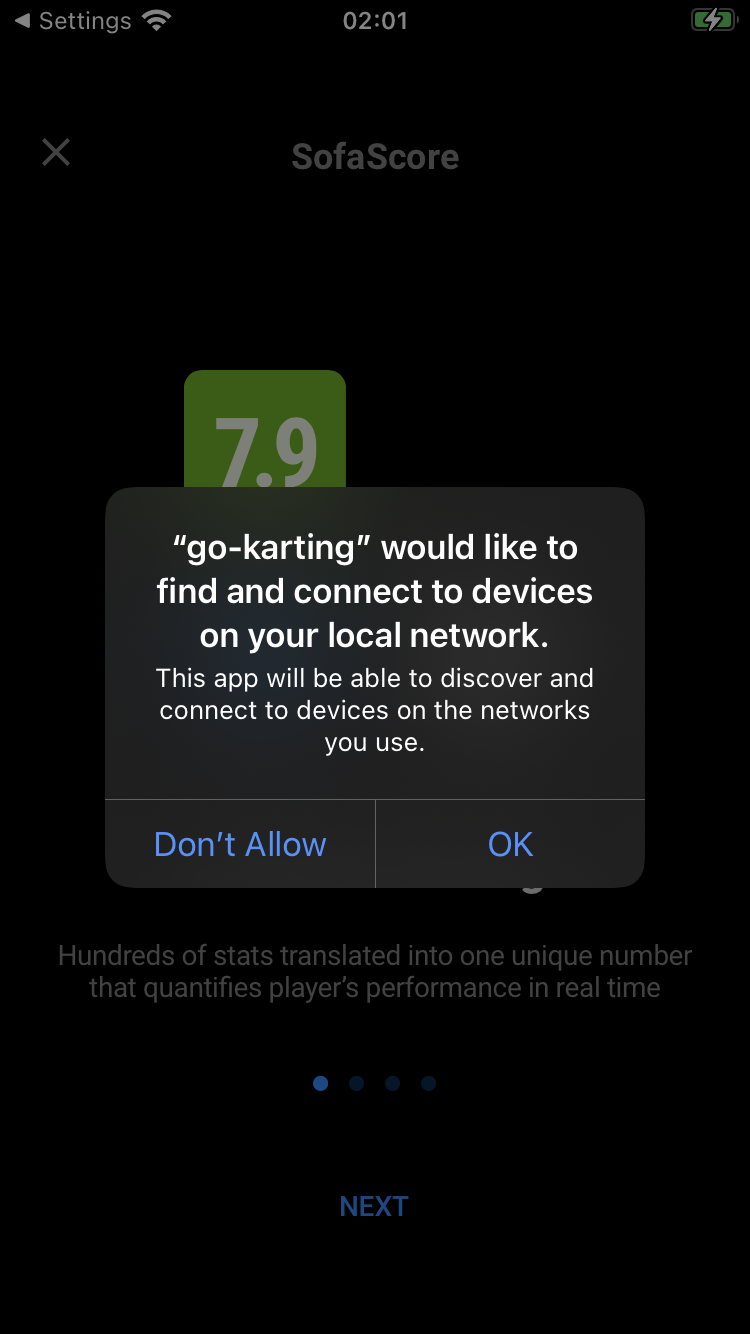 Settings
02:01
SofaScore
7.9
“go-karting” would like to
find and connect to devices
on your local network.
This app will be able to discover and
connect to devices on the networks
you use.
Don’t Allow
OK
Hundreds of stats translated into one unique number
that quantifies player’s performance in real time
NEXT